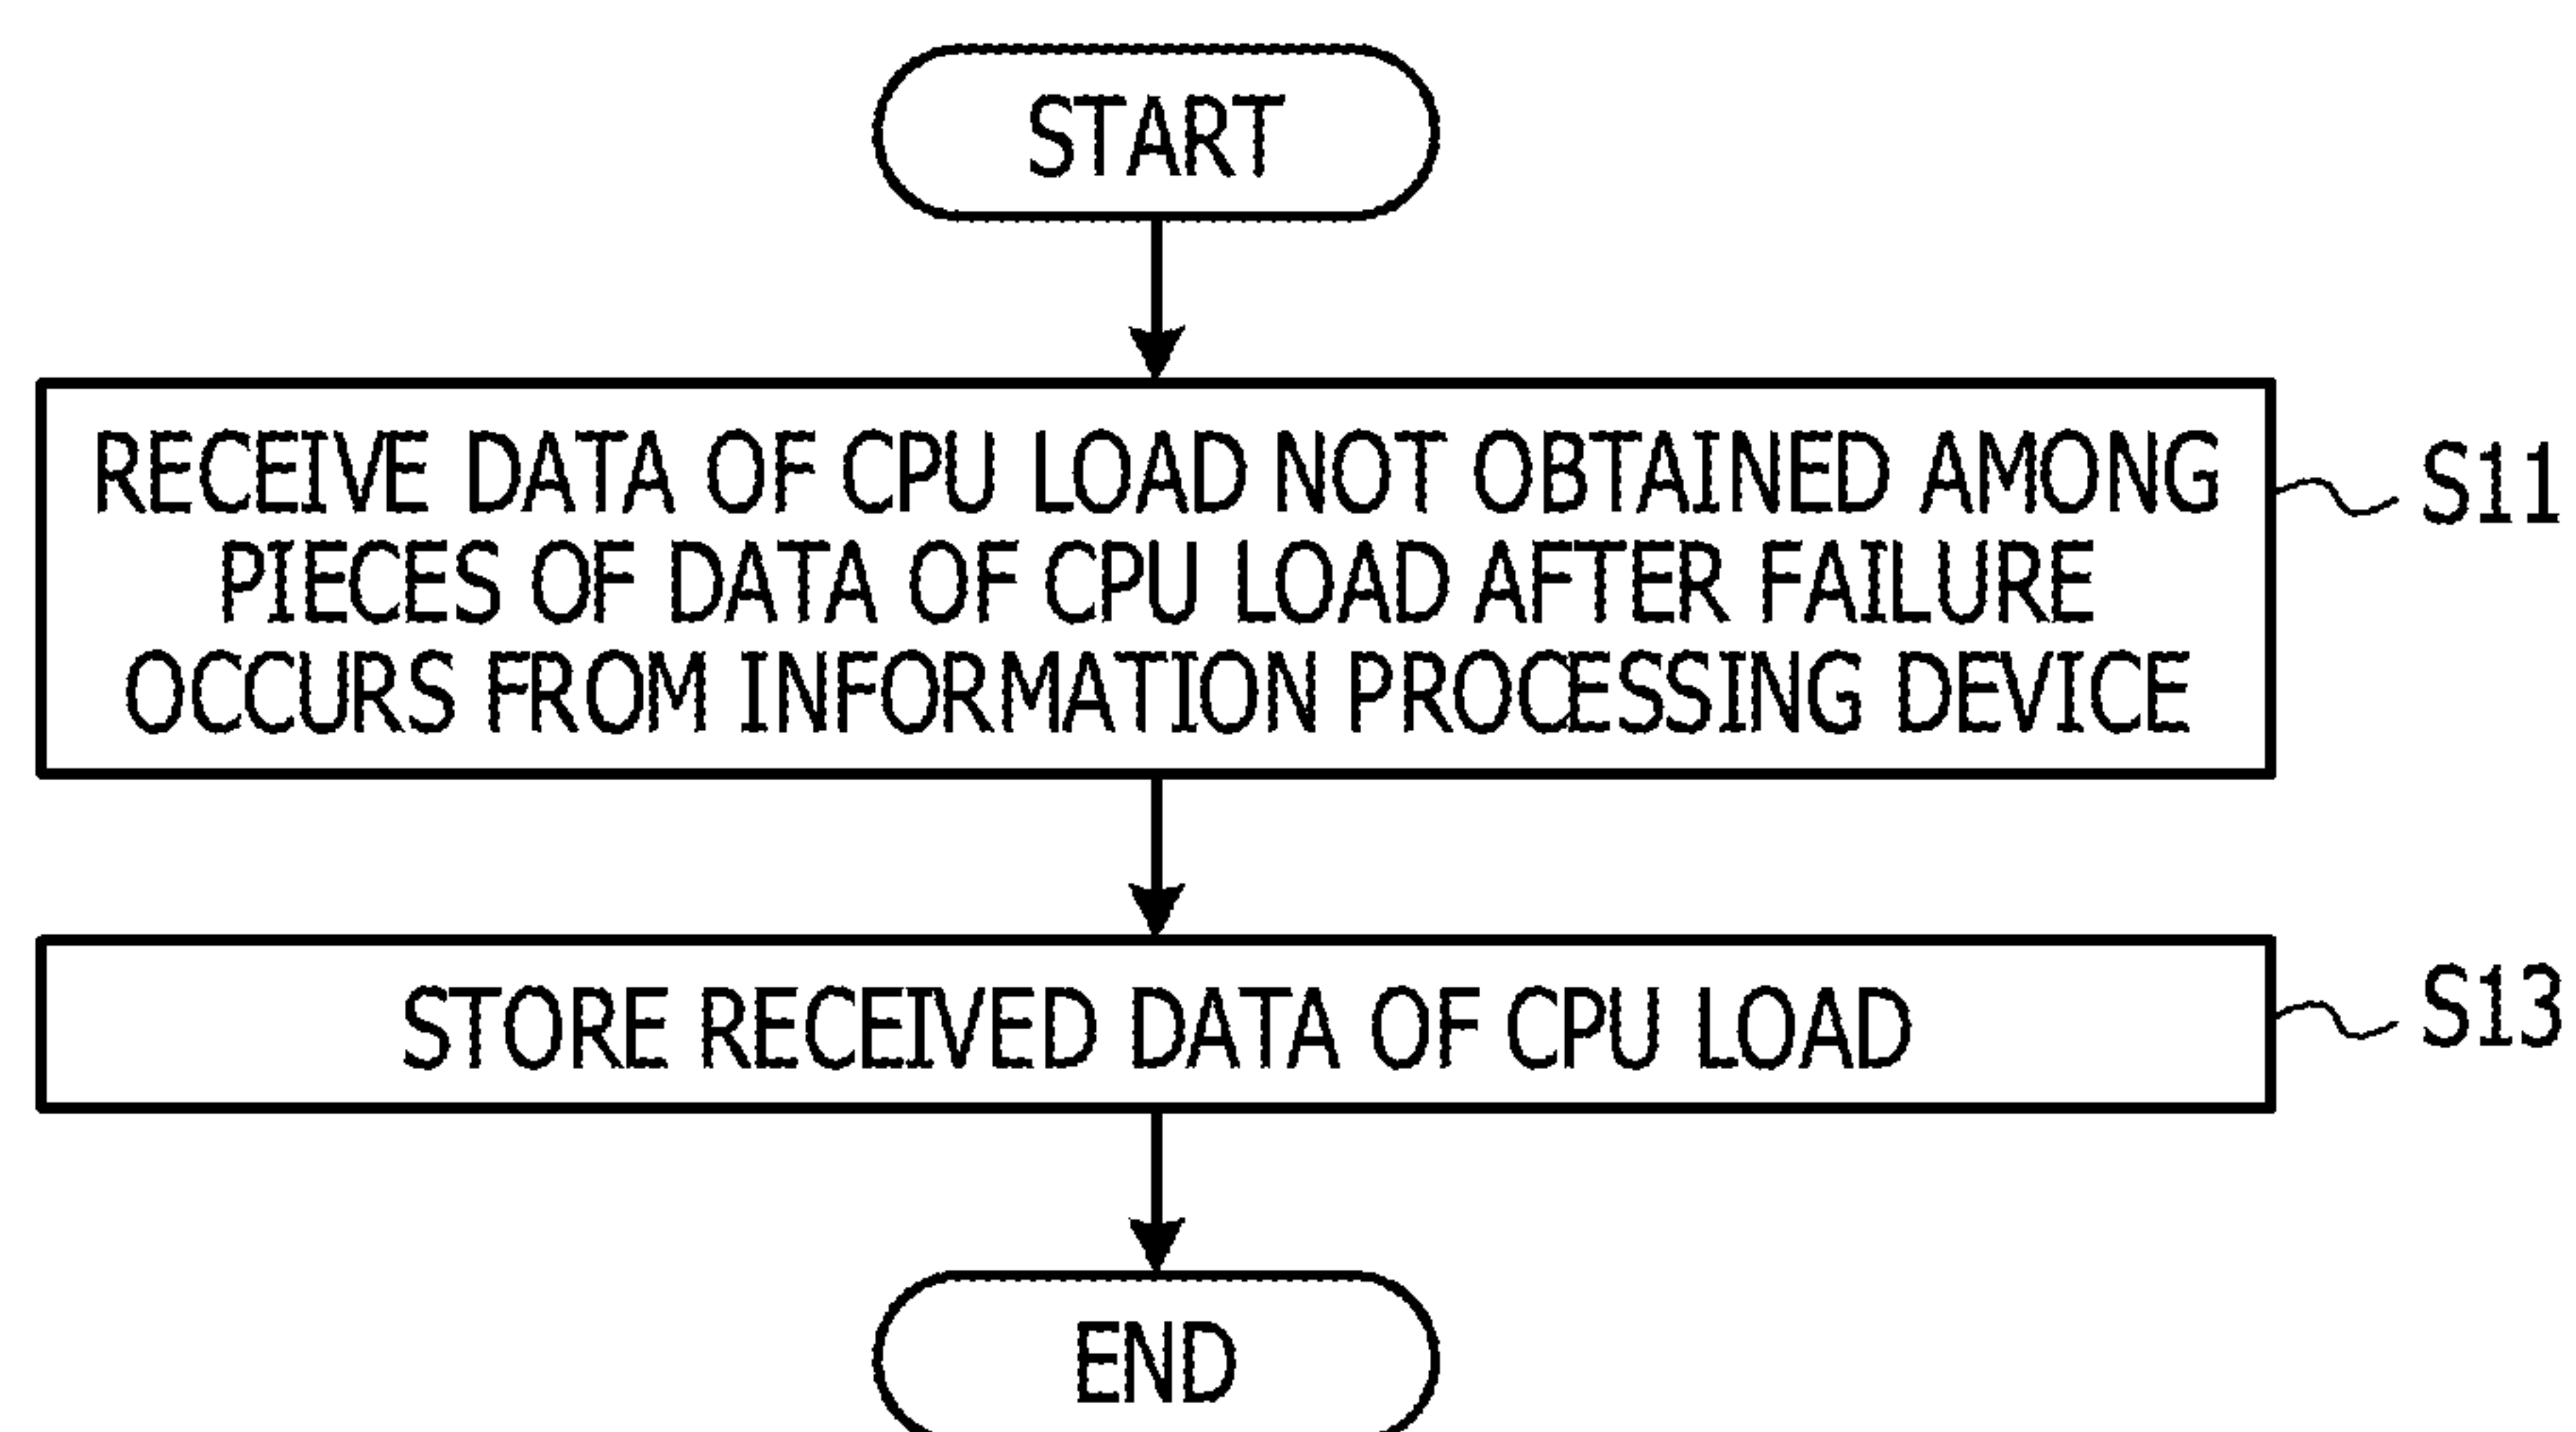 START
RECEIVE DATA OF CPU LOAD NOT OBTAINED AMONG
PIECES OF DATA OF CPU LOAD AFTER FAILURE
OCCURS FROM INFORMATION PROCESSING DEVICE
S11
STORE RECEIVED DATA OF CPU LOAD
S13
END